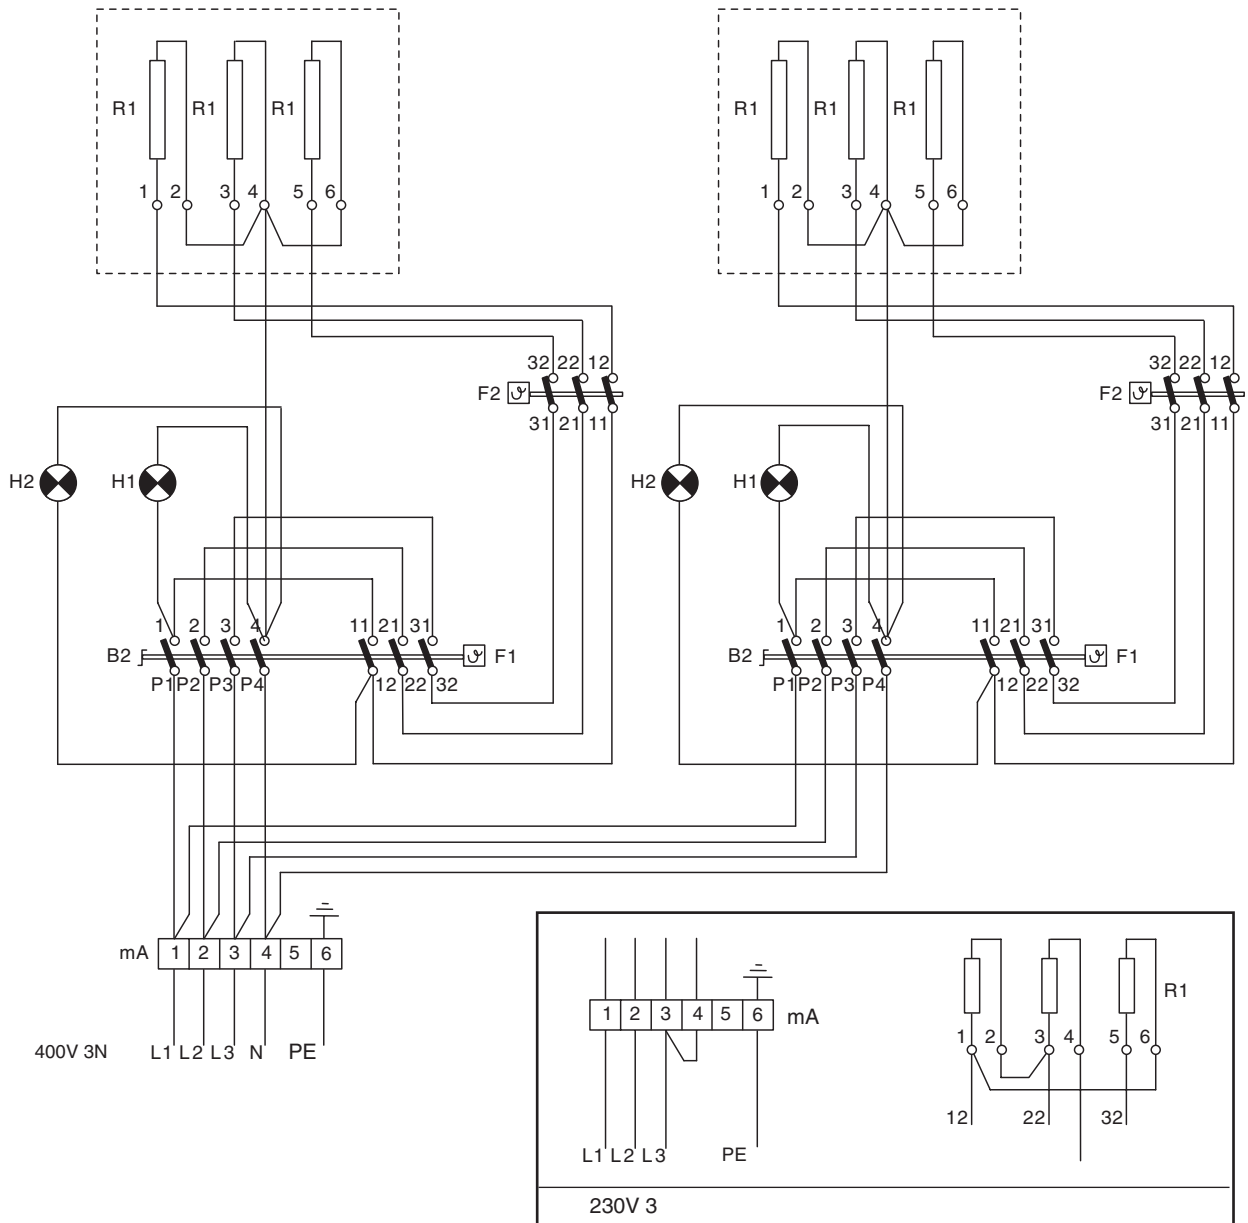 R1 R1 R1 R1 R1 R1
1 2 3 4 5 6 1 2 3 4 5 6
32 22 12 32 22 12
F2 ϑ F2 ϑ
31 21 11 31 21 11
H2 H1 H2 H1
1 2 3 4 11 21 31 1 2 3 4 11 21 31
B2 ϑ F1 B2 ϑ F1
P1 P2 P3 P4 12 22 32 P1 P2 P3 P4 12 22 32
mA 1 2 3 4 5 6
400V 3N L1 L2 L3 N PE
R1
1 2 3 4 5 6 mA
1 2 3 4 5 6
12 22 32
L1 L2 L3 PE
230V 3